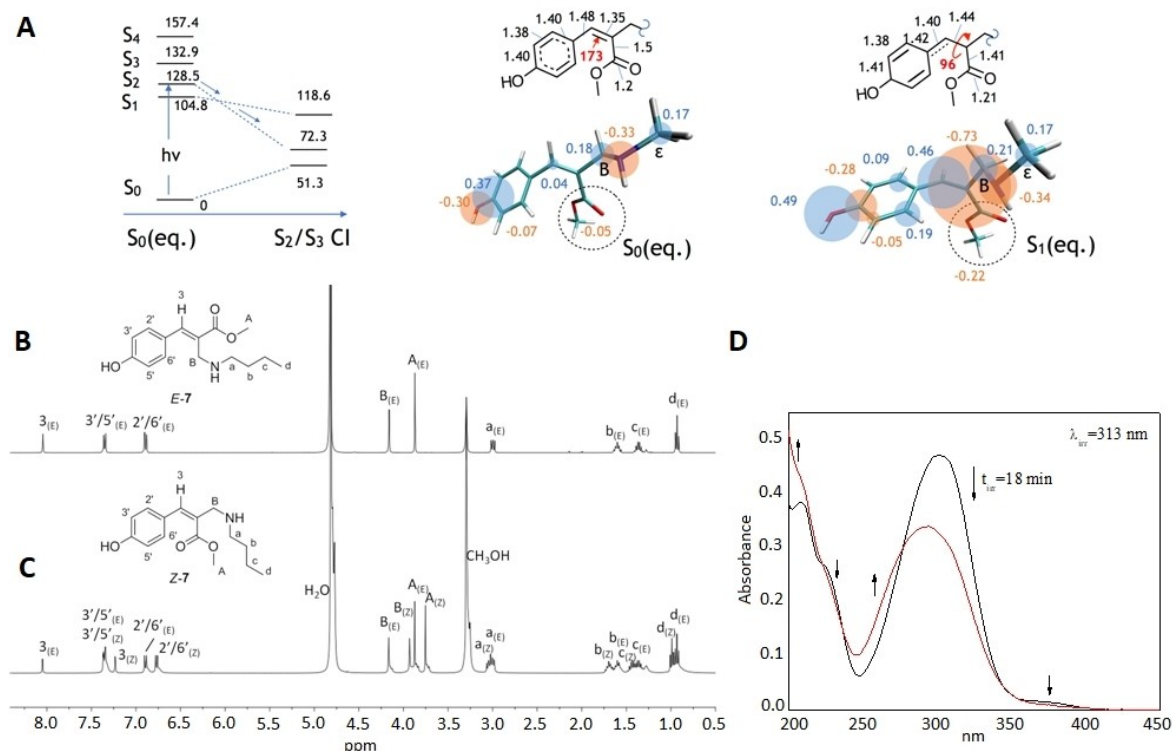 A
S4 157.4
S3 132.9
S2 128.5
S1 104.8
118.6
72.3
51.3
hν
S0 0
S0(eq.) S2/S3 CI
1.38 1.40 1.48 1.35
1.40 173 1.5
HO O
O 1.2
0.17
-0.33
0.18 B ε
0.37 0.04
-0.30
-0.07 -0.05
S0(eq.)
1.40 1.44
1.38 1.42
1.41 96 1.41
HO O
O 1.21
-0.73 0.17
0.46 0.21
-0.28 0.09 B ε
0.49 -0.34
-0.05 0.19
-0.22
S1(eq.)
B
3 H O
3' 2' O A
HO 5' 6' B N H a b c d
E-7
3(E) 3'/5'(E) 2'/6'(E) B(E) A(E) a(E) b(E) c(E) d(E)
C
3 H B
3' 2' NH
HO 5' 6' O O A a b c d
Z-7
H2O CH3OH
3(E) 3'/5'(E) 3'/5'(Z) 3(Z) 2'/6'(E) 2'/6'(Z) B(E) B(Z) A(E) A(Z) a(Z) a(E) b(Z) b(E) c(Z) c(E) d(Z) d(E)
8.0 7.5 7.0 6.5 6.0 5.5 5.0 4.5 4.0 3.5 3.0 2.5 2.0 1.5 1.0 0.5
ppm
D
λirr=313 nm
tirr=18 min
Absorbance
0.5
0.4
0.3
0.2
0.1
0.0
200 250 300 350 400 450
nm